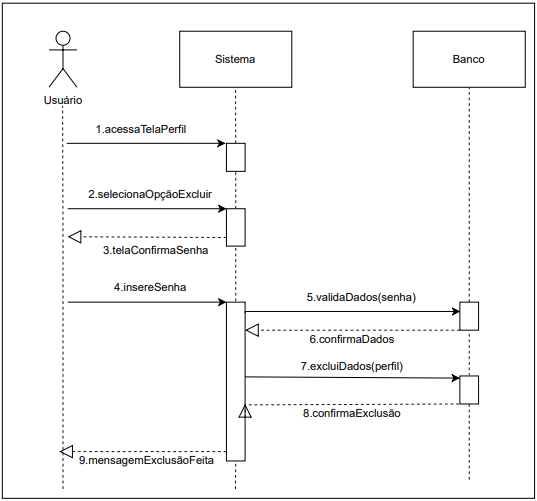 Sistema
Banco
Usuário
1.acessaTelaPerfil
2.selecionaOpçãoExcluir
3.telaConfirmaSenha
4.insereSenha
5.validaDados(senha)
6.confirmaDados
7.excluiDados(perfil)
8.confirmaExclusão
9.mensagemExclusãoFeita